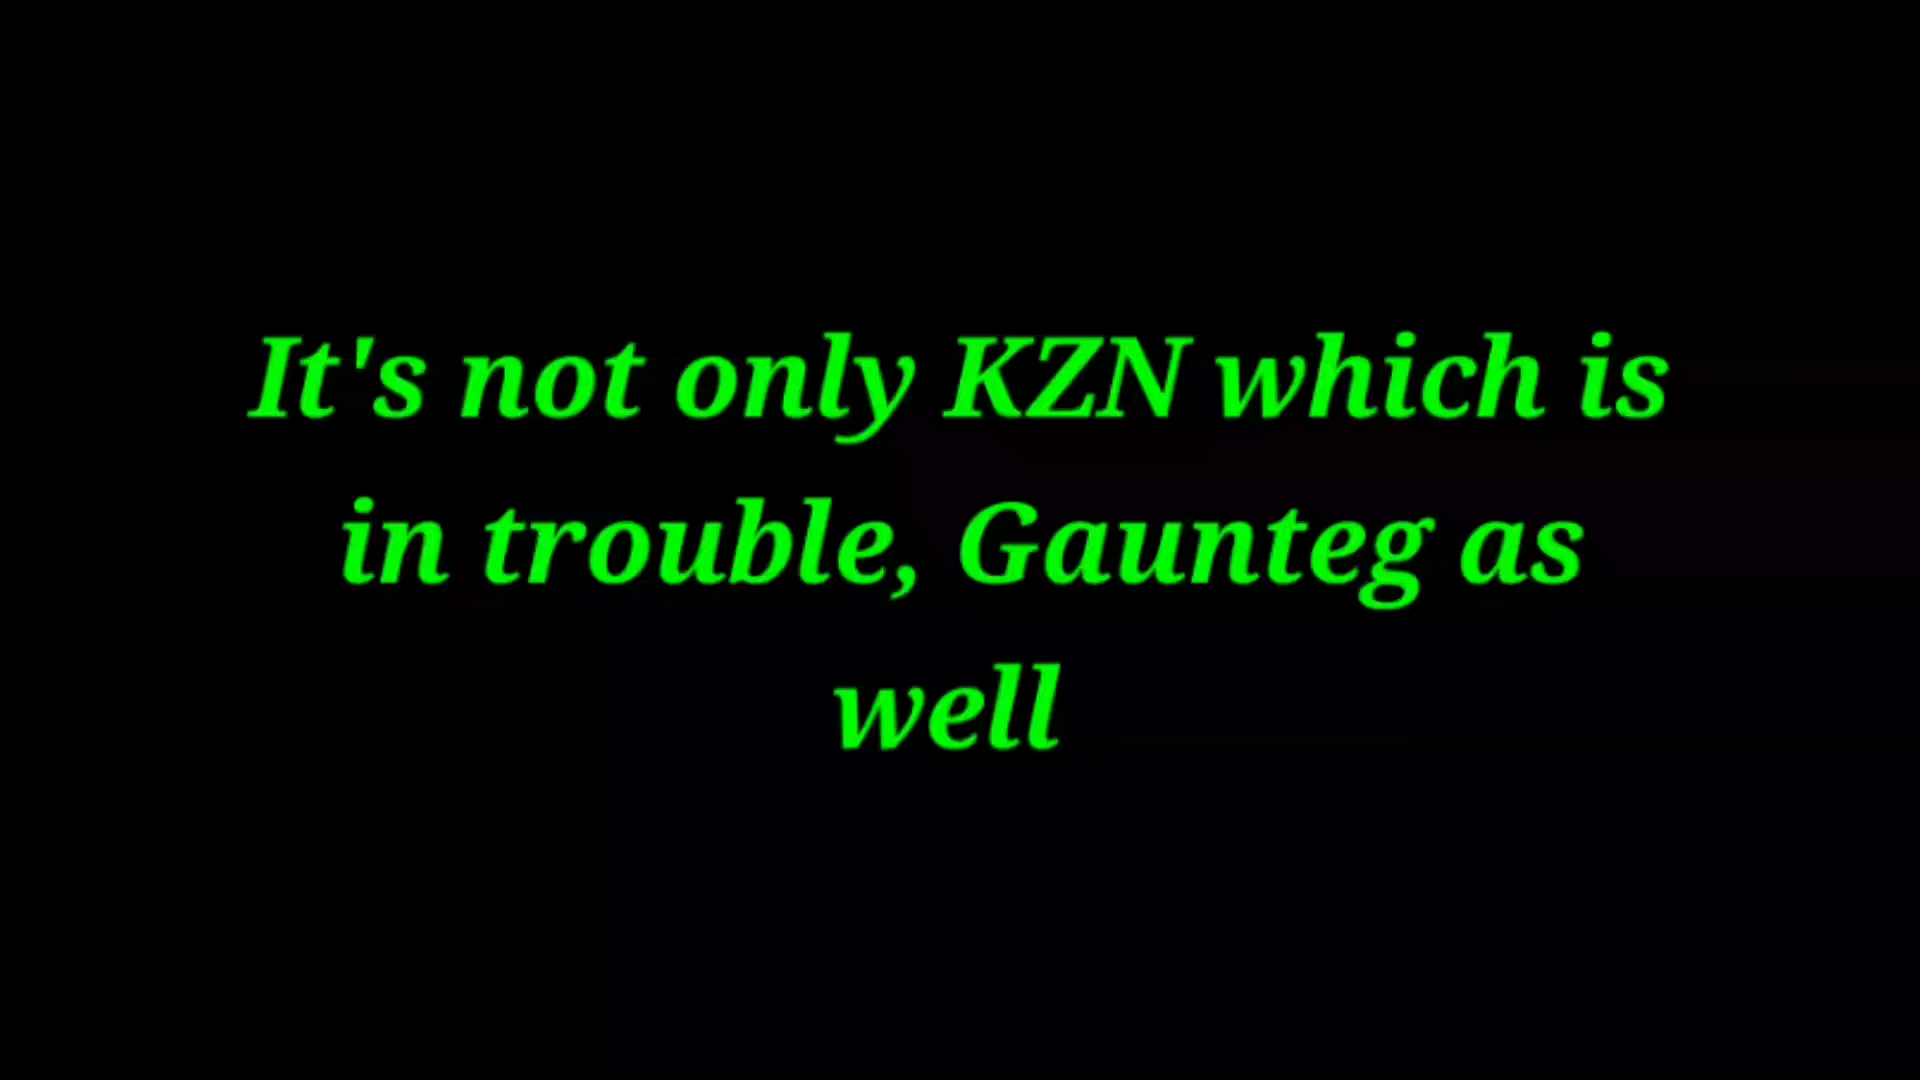 It's not only KZN which is
in trouble, Gaunteg as
well